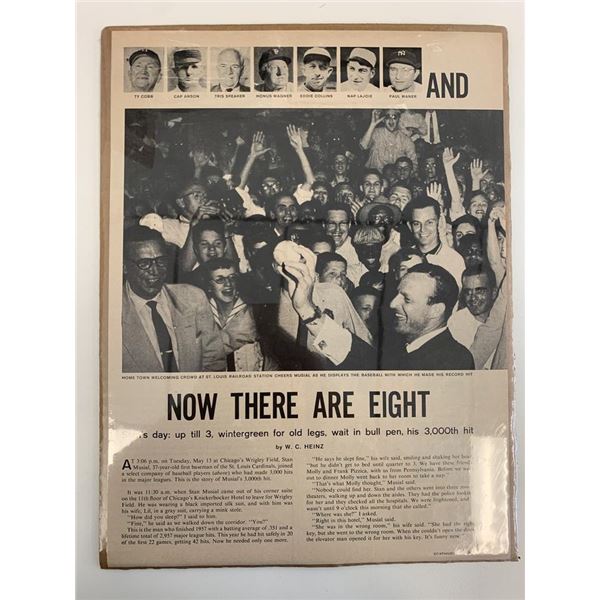 TY COBB CAP ANSON TRIS SPEAKER HONUS WAGNER EDDIE COLLINS NAP LAJOIE PAUL WANER
AND
HOME TOWN WELCOMING CROWD AT ST. LOUIS RAILROAD STATION CHEERS MUSIAL AS HE DISPLAYS THE BASEBALL WITH WHICH HE MADE HIS RECORD HIT
NOW THERE ARE EIGHT
's day: up till 3, wintergreen for old legs, wait in bull pen, his 3,000th hit
by W. C. HEINZ
AT 3:06 p.m. on Tuesday, May 13 at Chicago's Wrigley Field, Stan
Musial, 37-year-old first baseman of the St. Louis Cardinals, joined
a select company of baseball players (above) who had made 3,000 hits
in the major leagues. This is the story of Musial's 3,000th hit.
It was 11:20 a.m. when Stan Musial came out of his corner suite
on the 11th floor of Chicago's Knickerbocker Hotel to leave for Wrigley
Field. He was wearing a black imported silk suit, and with him was
his wife, Lil, in a gray suit, carrying a mink stole.
"How did you sleep?" I said to him.
"Fine," he said as we walked down the corridor. "You?"
This is the man who finished 1957 with a batting average of .351 and a
lifetime total of 2,957 major league hits. This year he had hit safely in 20
of the first 22 games, getting 42 hits. Now he needed only one more.
"He says he slept fine," his wife said, smiling and shaking her head,
"but he didn't get to bed until quarter to 3. We have these friends
Molly and Frank Pizzica, with us from Pennsylvania. Before we went
out to dinner Molly went back to her room to take a nap."
"That's what Molly thought," Musial said.
"Nobody could find her. Stan and the others went into three movie
theaters, walking up and down the aisles. They had the police looking
for her and they checked all the hospitals. We were frightened, and it
wasn't until 9 o'clock this morning that she called."
"Where was she?" I asked.
"Right in this hotel," Musial said.
"She was in the wrong room," his wife said. "She had the right
key, but she went to the wrong room. When she couldn't open the door
the elevator man opened it for her with his key. It's funny now